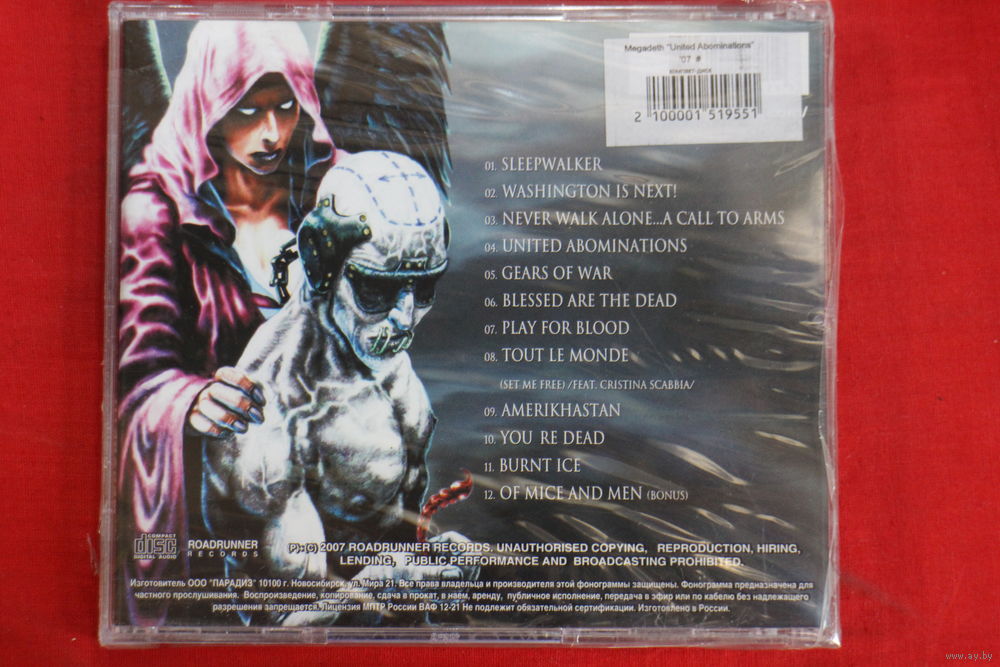 Megadeth "United Abominations"
'07 #
КОМПАКТ-ДИСК
2 100001 519551
01. SLEEPWALKER
02. WASHINGTON IS NEXT!
03. NEVER WALK ALONE...A CALL TO ARMS
04. UNITED ABOMINATIONS
05. GEARS OF WAR
06. BLESSED ARE THE DEAD
07. PLAY FOR BLOOD
08. TOUT LE MONDE
(SET ME FREE) /FEAT. CRISTINA SCABBIA/
09. AMERIKHASTAN
10. YOU RE DEAD
11. BURNT ICE
12. OF MICE AND MEN (BONUS)
COMPACT
disc
DIGITAL AUDIO
ROADRUNNER
RECORDS
(P)+(C) 2007 ROADRUNNER RECORDS. UNAUTHORISED COPYING, REPRODUCTION, HIRING,
LENDING, PUBLIC PERFORMANCE AND BROADCASTING PROHIBITED.
Изготовитель ООО "ПАРАДИЗ" 10100 г. Новосибирск, ул. Мира 21. Все права владельца и производителя этой фонограммы защищены. Фонограмма предназначена для
частного прослушивания. Воспроизведение, копирование, сдача в прокат, в наем, аренду, публичное исполнение, передача в эфир или по кабелю без надлежащего
разрешения запрещается. Лицензия МПТР России ВАФ 12-21 Не подлежит обязательной сертификации. Изготовлено в России.
www.ay.by